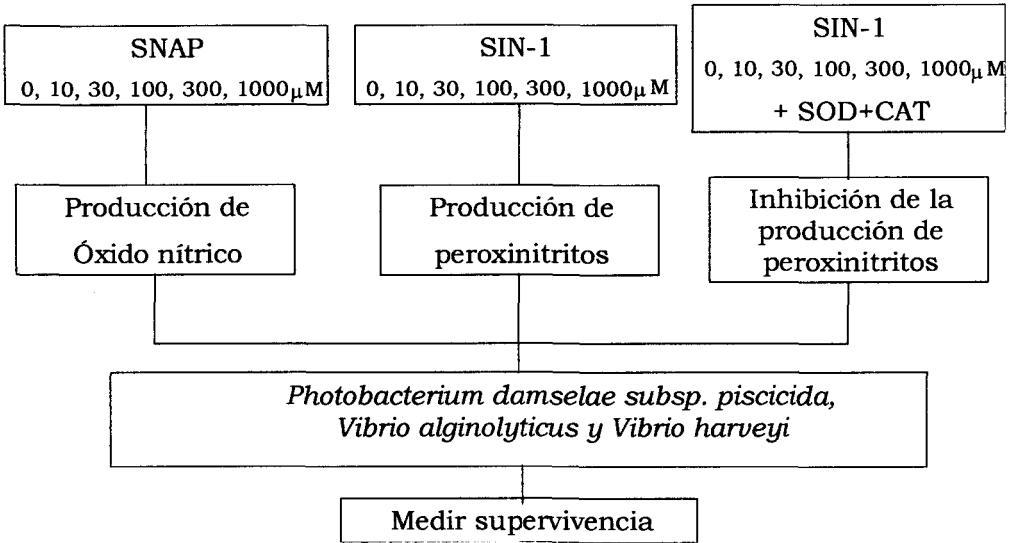 SNAP
0, 10, 30, 100, 300, 1000μM
SIN-1
0, 10, 30, 100, 300, 1000μM
SIN-1
0, 10, 30, 100, 300, 1000μM
+ SOD+CAT
Producción de
Óxido nítrico
Producción de
peroxinitritos
Inhibición de la
producción de
peroxinitritos
Photobacterium damselae subsp. piscicida,
Vibrio alginolyticus y Vibrio harveyi
Medir supervivencia